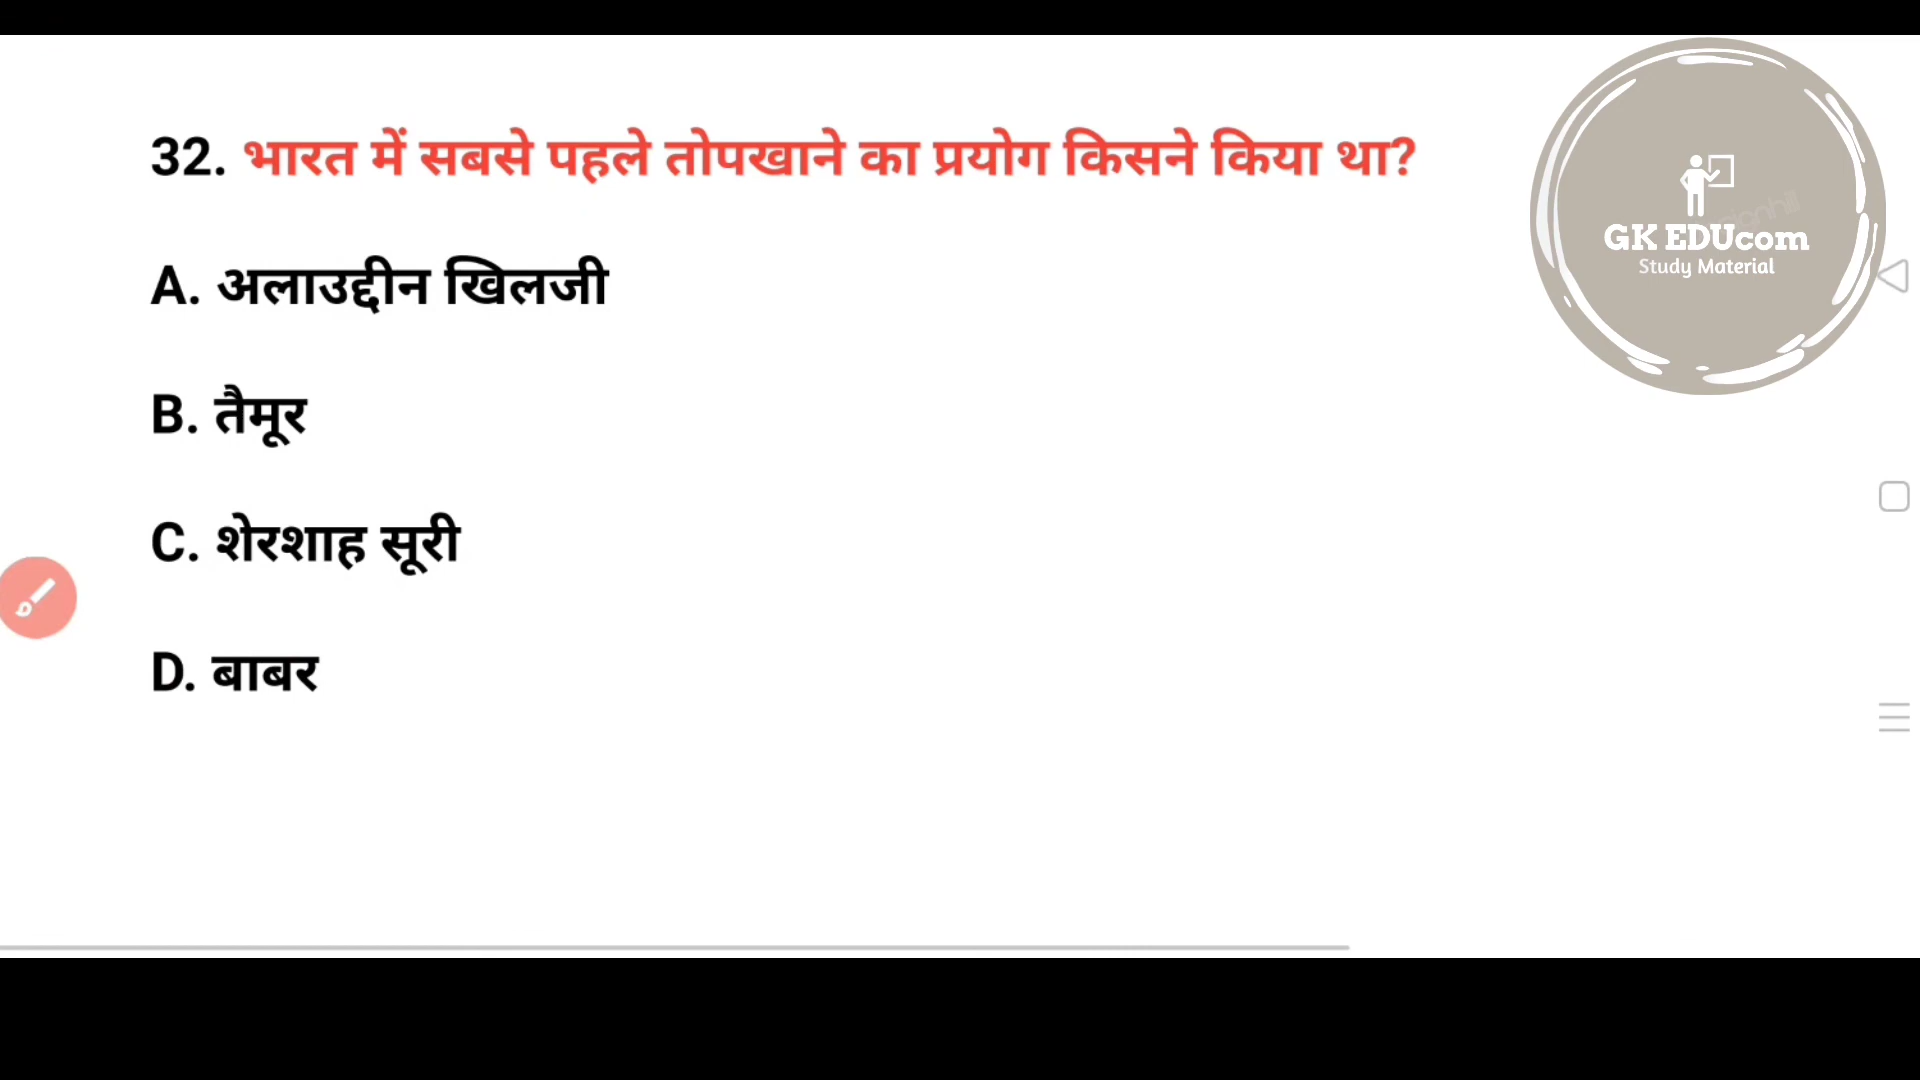 32. भारत में सबसे पहले तोपखाने का प्रयोग किसने किया था?
A. अलाउद्दीन खिलजी
B. तैमूर
C. शेरशाह सूरी
D. बाबर
GK EDUcom
Study Material